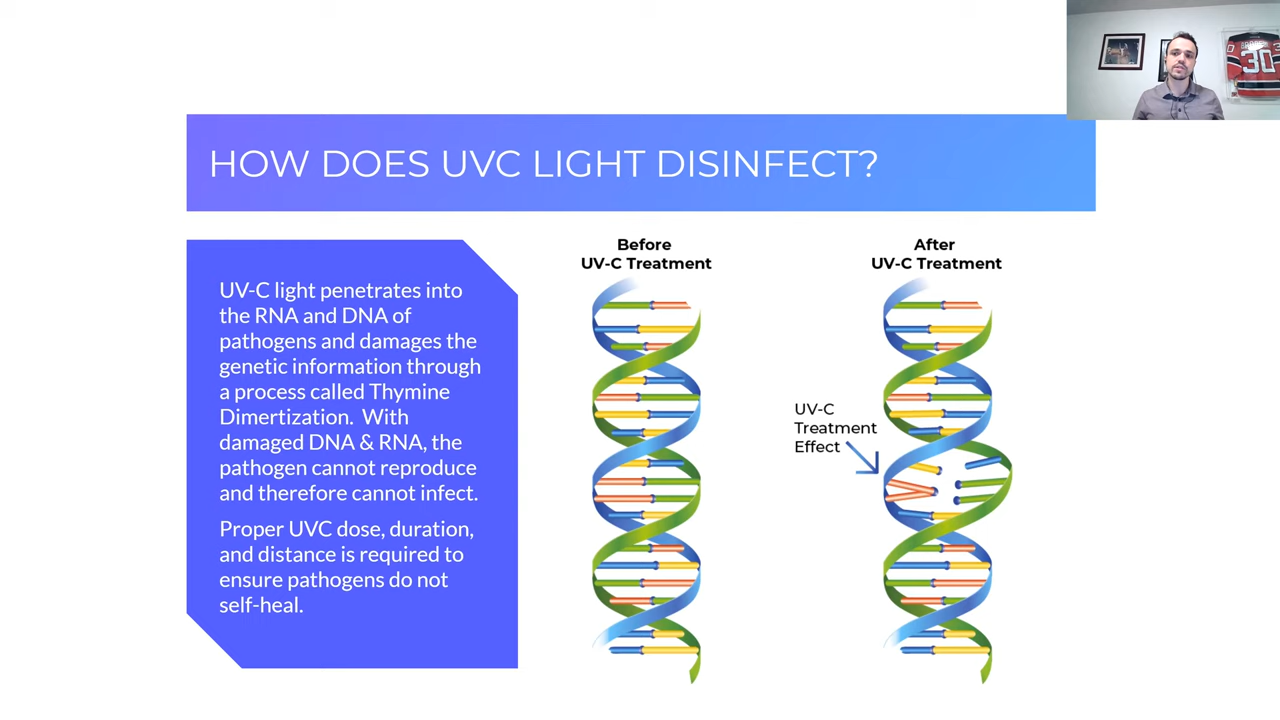 HOW DOES UVC LIGHT DISINFECT?
UV-C light penetrates into
the RNA and DNA of
pathogens and damages the
genetic information through
a process called Thymine
Dimertization. With
damaged DNA & RNA, the
pathogen cannot reproduce
and therefore cannot infect.
Proper UVC dose, duration,
and distance is required to
ensure pathogens do not
self-heal.
Before
UV-C Treatment
After
UV-C Treatment
UV-C
Treatment
Effect
30